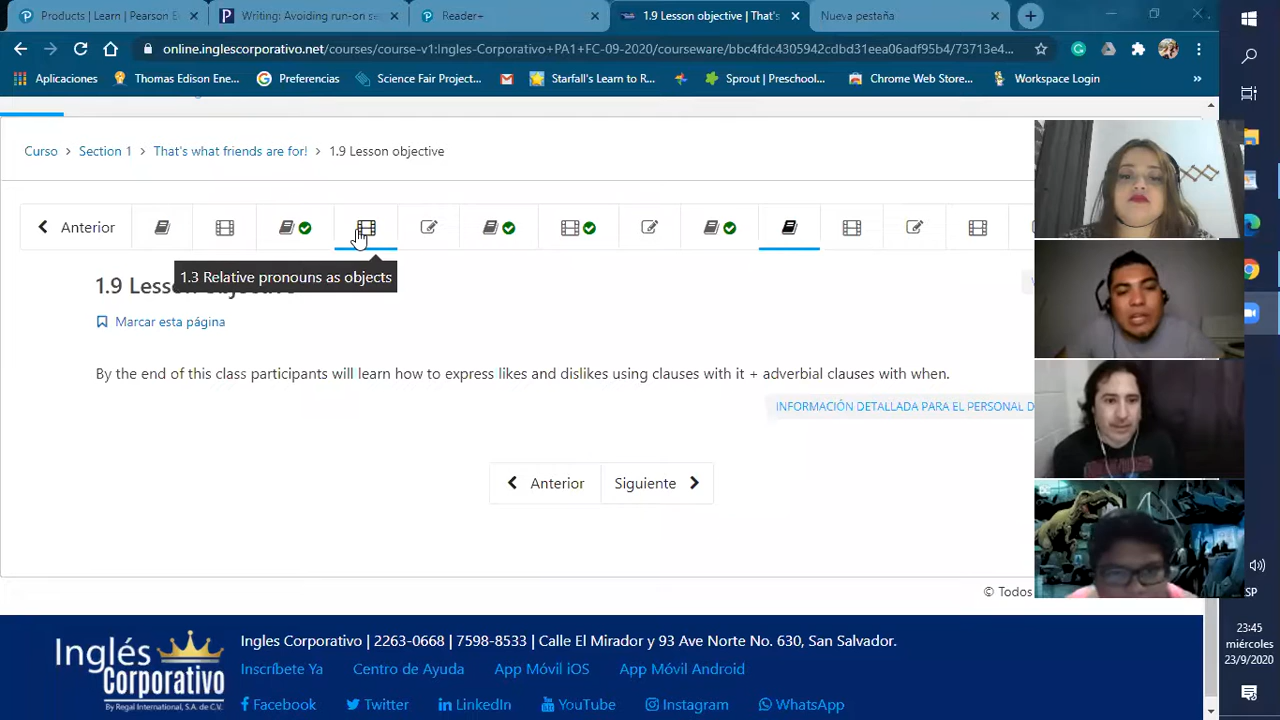 Products | Learn | Pearson E
Writing: Avoiding run-on se
Reader+
1.9 Lesson objective | That's
Nueva pestaña
online.inglescorporativo.net/courses/course-v1:Ingles-Corporativo+PA1+FC-09-2020/courseware/bbc4fdc4305942cdbd31eea06adf95b4/73713e4...
Aplicaciones
Thomas Edison Ene...
Preferencias
Science Fair Project...
Starfall's Learn to R...
Sprout | Preschool...
Chrome Web Store...
Workspace Login
»
Curso > Section 1 > That's what friends are for! > 1.9 Lesson objective
Anterior
1.3 Relative pronouns as objects
1.9 Lesson objective
Marcar esta página
By the end of this class participants will learn how to express likes and dislikes using clauses with it + adverbial clauses with when.
INFORMACIÓN DETALLADA PARA EL PERSONAL D
Anterior
Siguiente
© Todos
Inglés Corporativo
By Regal International, S.A. de C.V.
Ingles Corporativo | 2263-0668 | 7598-8533 | Calle El Mirador y 93 Ave Norte No. 630, San Salvador.
Inscríbete Ya
Centro de Ayuda
App Móvil iOS
App Móvil Android
Facebook
Twitter
LinkedIn
YouTube
Instagram
WhatsApp
SP
23:45
miércoles
23/9/2020